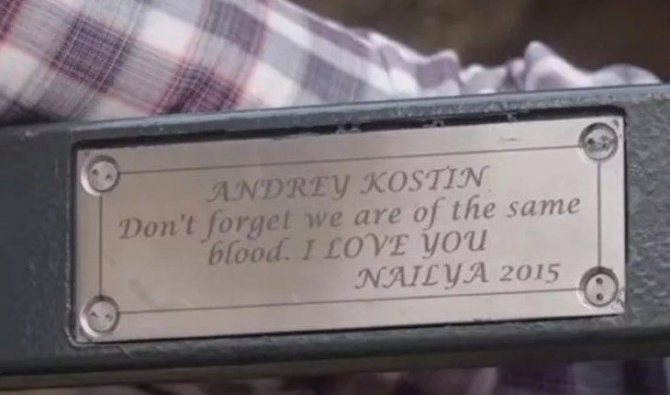 ANDREY KOSTIN
Don't forget we are of the same
blood. I LOVE YOU
NAILYA 2015